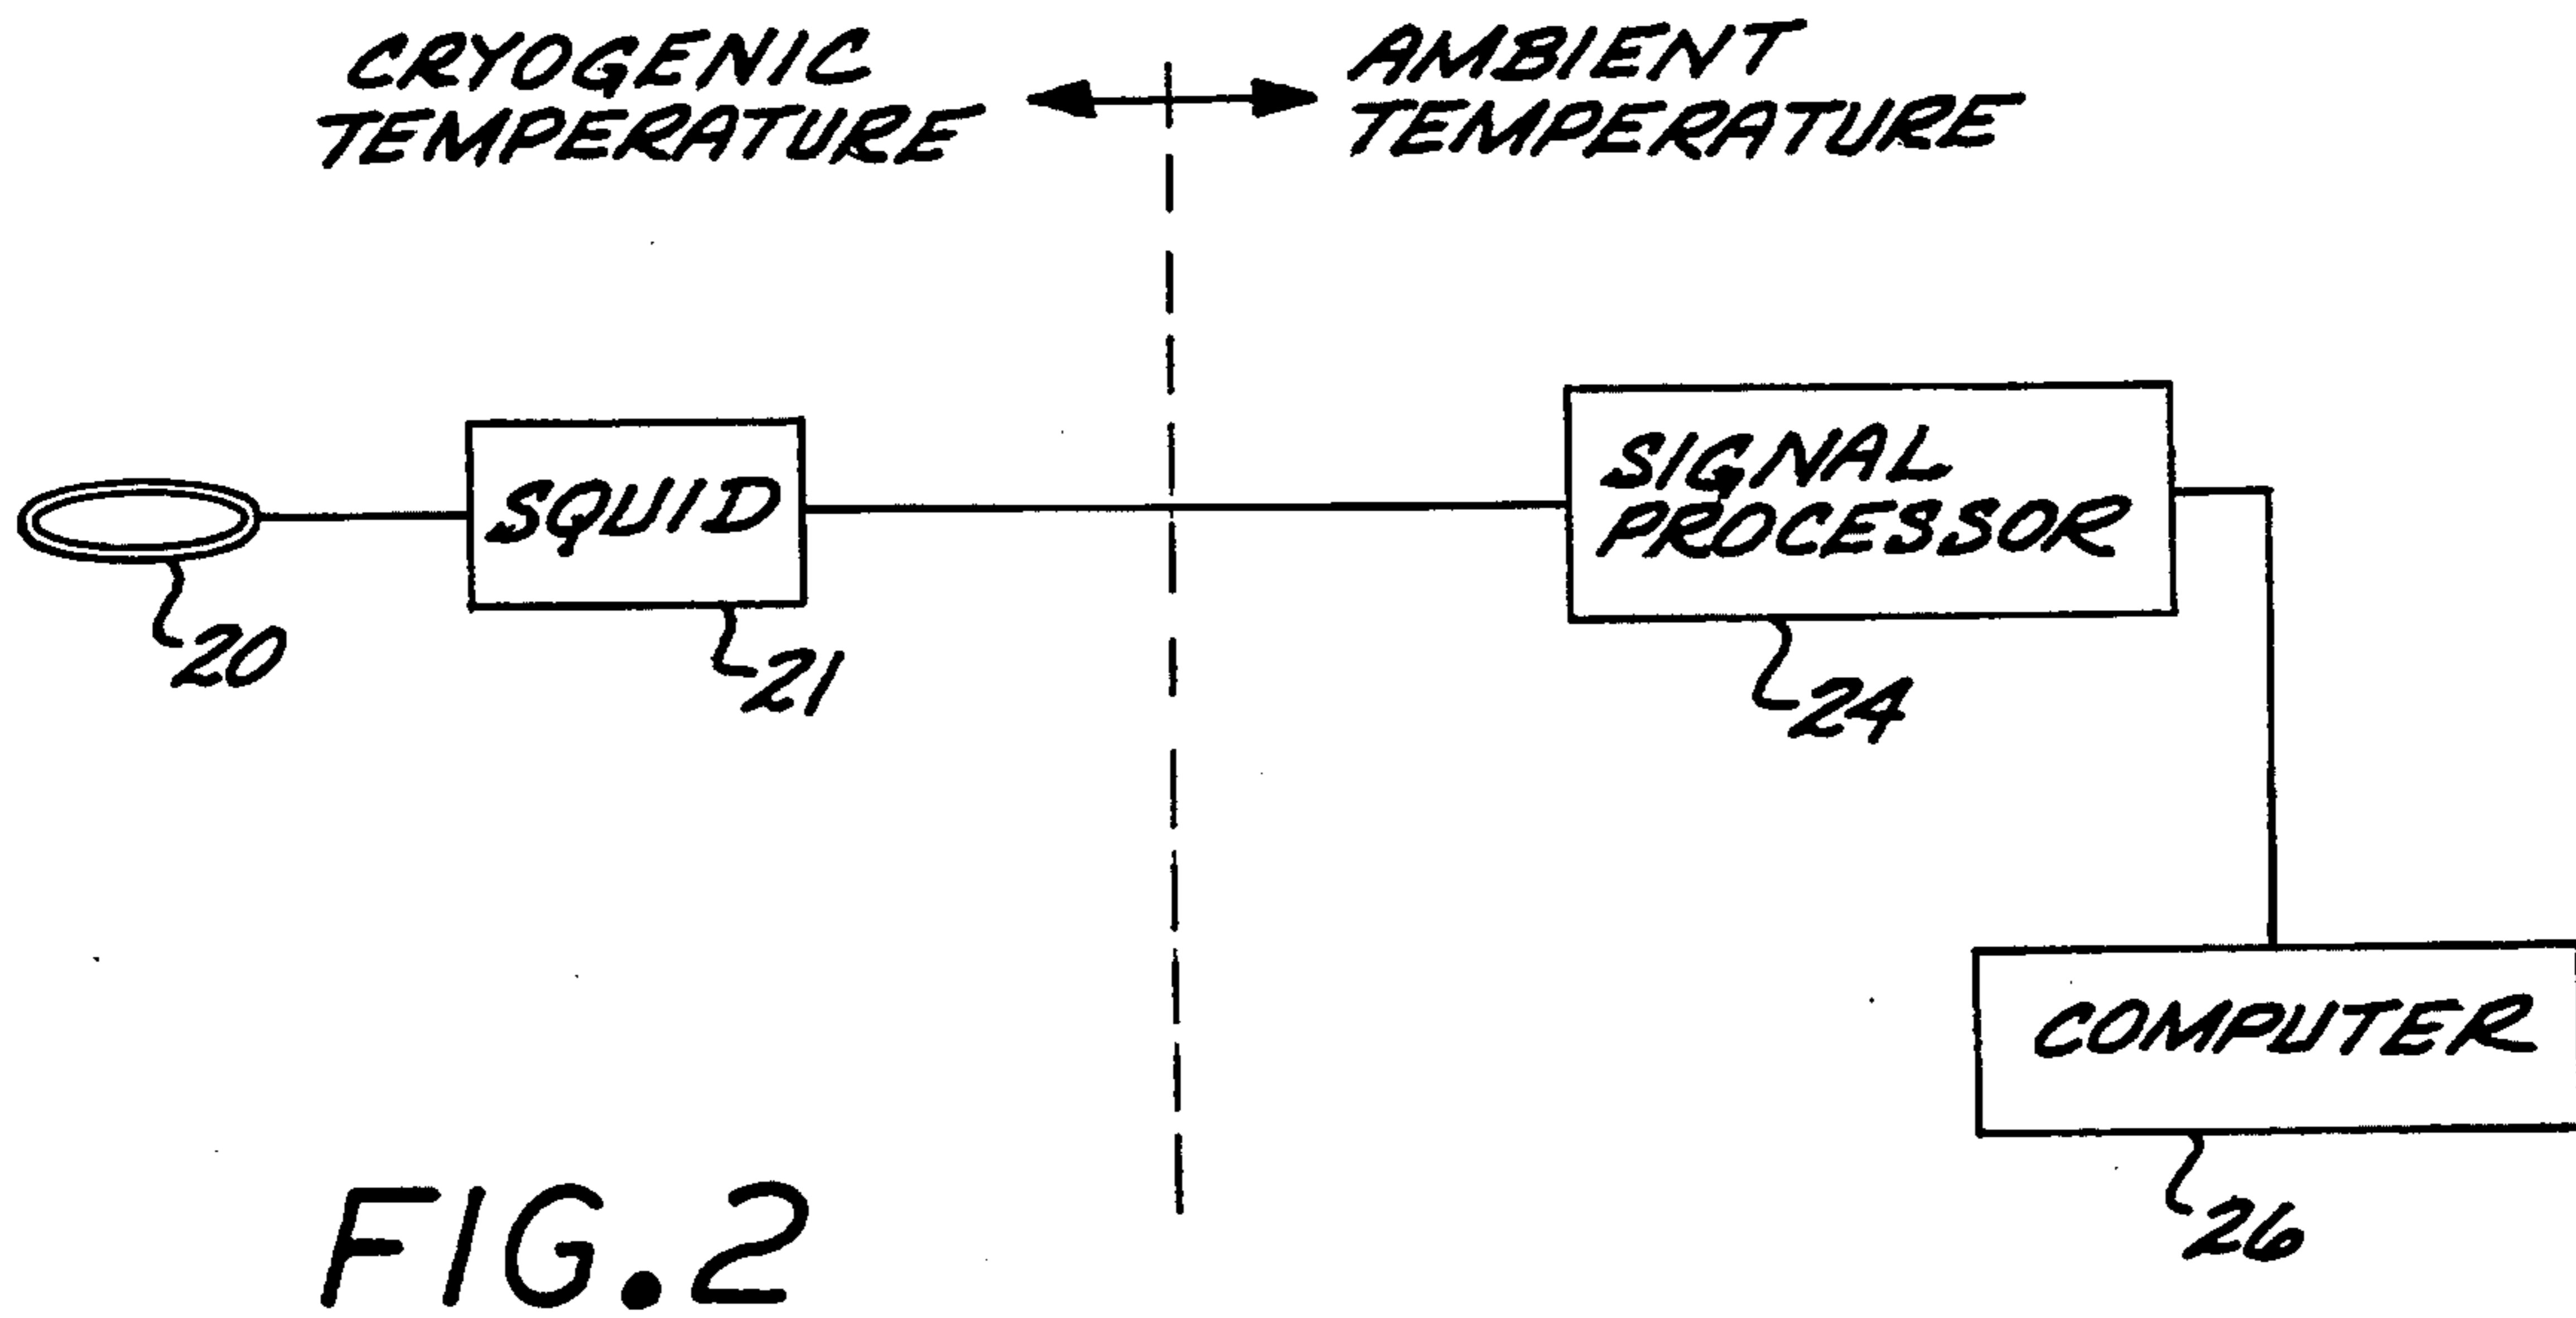 CRYOGENIC
TEMPERATURE
AMBIENT
TEMPERATURE
SQUID
SIGNAL
PROCESSOR
20
21
24
COMPUTER
26
FIG.2